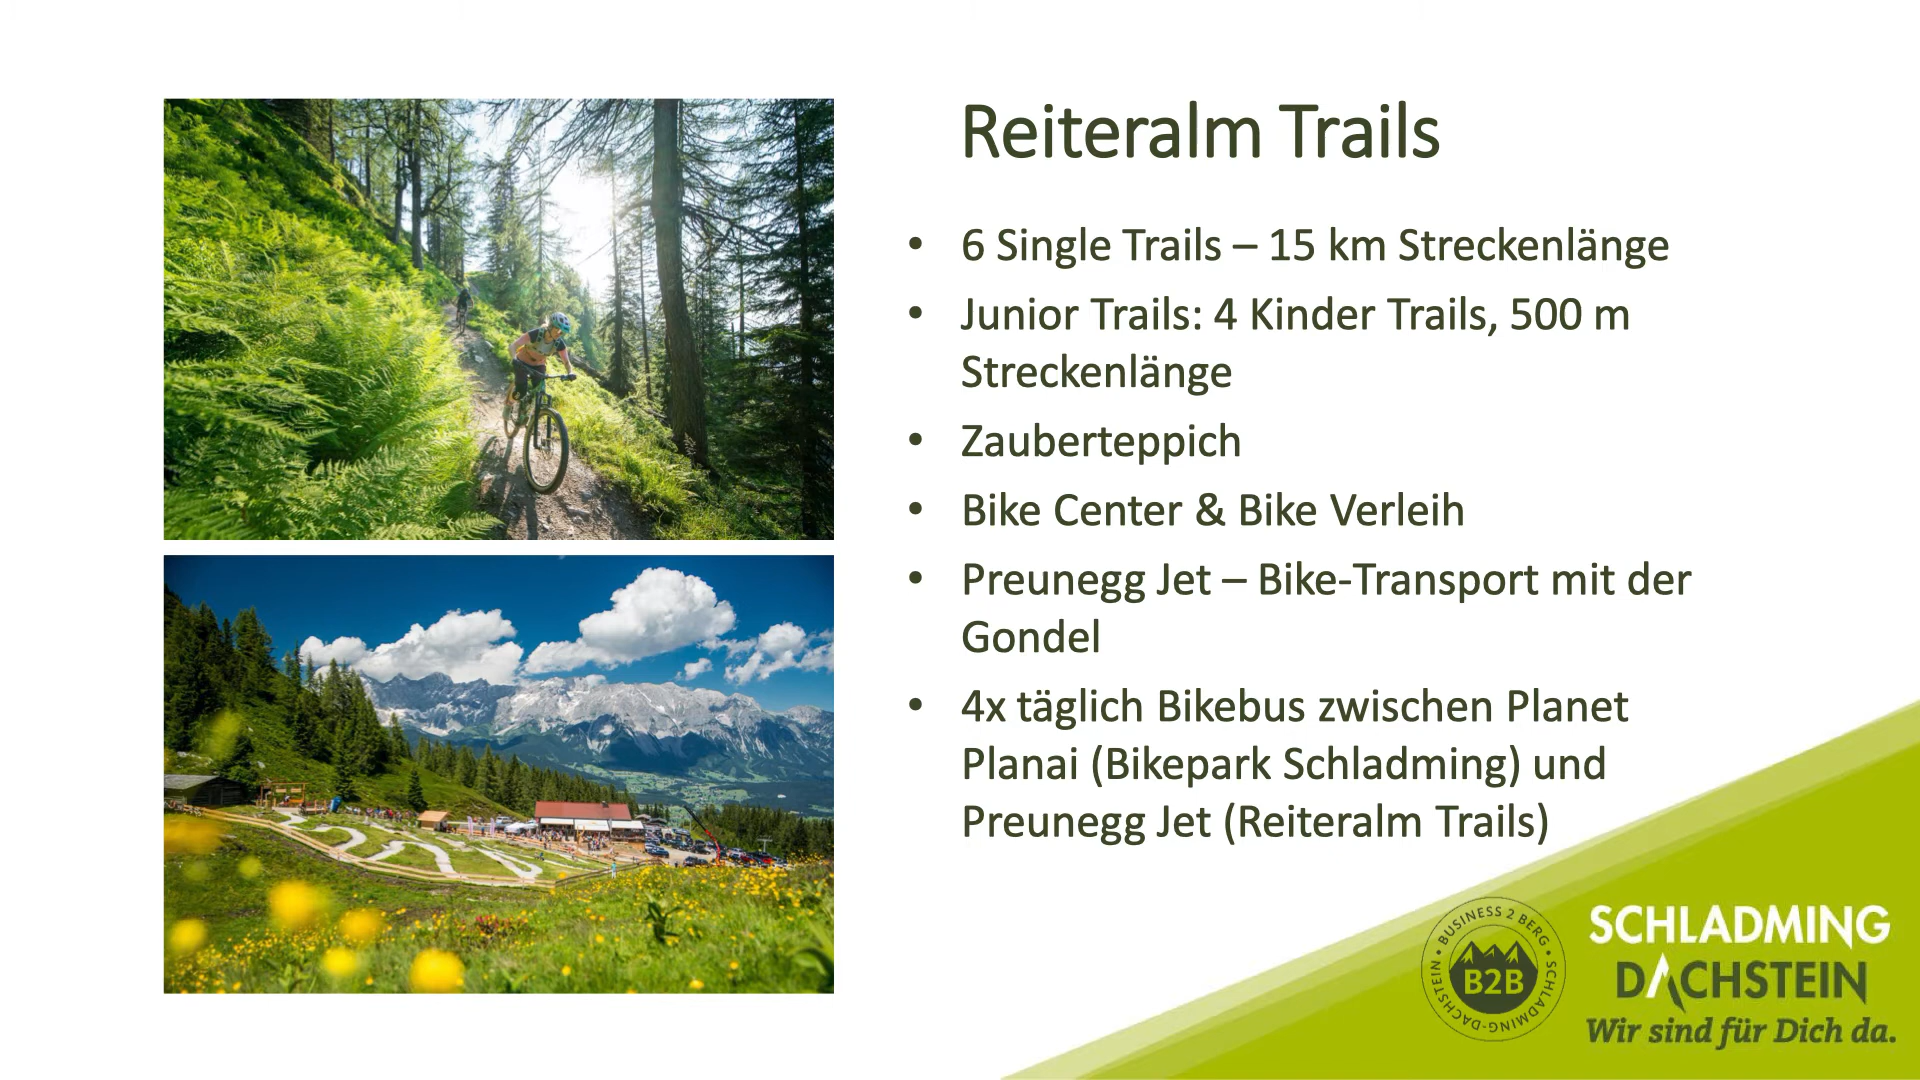 Reiteralm Trails
• 6 Single Trails – 15 km Streckenlänge
• Junior Trails: 4 Kinder Trails, 500 m
Streckenlänge
• Zauberteppich
• Bike Center & Bike Verleih
• Preunegg Jet – Bike-Transport mit der
Gondel
• 4x täglich Bikebus zwischen Planet
Planai (Bikepark Schladming) und
Preunegg Jet (Reiteralm Trails)
• BUSINESS 2 BERG • SCHLADMING-DACHSTEIN
B2B
SCHLADMING
DACHSTEIN
Wir sind für Dich da.